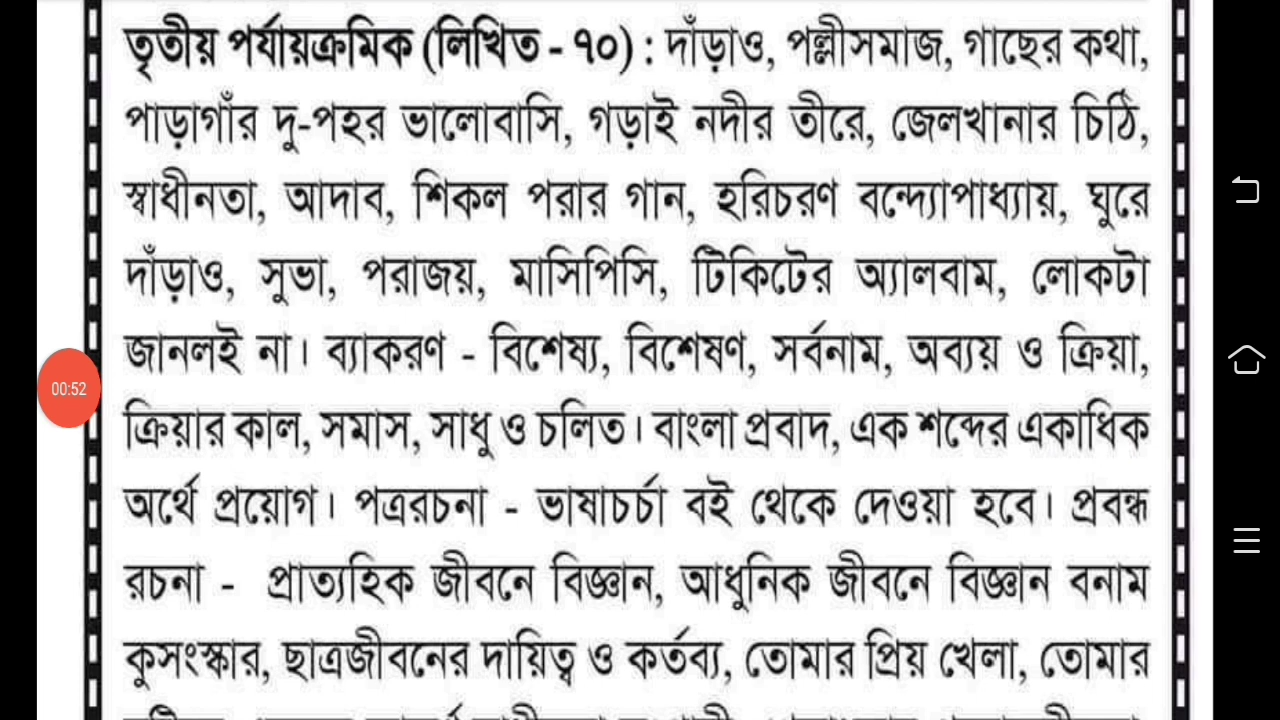 তৃতীয় পর্যায়ক্রমিক (লিখিত - ৭০) : দাঁড়াও, পল্লীসমাজ, গাছের কথা,
পাড়াগাঁর দু-পহর ভালোবাসি, গড়াই নদীর তীরে, জেলখানার চিঠি,
স্বাধীনতা, আদাব, শিকল পরার গান, হরিচরণ বন্দ্যোপাধ্যায়, ঘুরে
দাঁড়াও, সুভা, পরাজয়, মাসিপিসি, টিকিটের অ্যালবাম, লোকটা
জানলই না। ব্যাকরণ - বিশেষ্য, বিশেষণ, সর্বনাম, অব্যয় ও ক্রিয়া,
00:52
ক্রিয়ার কাল, সমাস, সাধু ও চলিত। বাংলা প্রবাদ, এক শব্দের একাধিক
অর্থে প্রয়োগ। পত্ররচনা - ভাষাচর্চা বই থেকে দেওয়া হবে। প্রবন্ধ
রচনা - প্রাত্যহিক জীবনে বিজ্ঞান, আধুনিক জীবনে বিজ্ঞান বনাম
কুসংস্কার, ছাত্রজীবনের দায়িত্ব ও কর্তব্য, তোমার প্রিয় খেলা, তোমার